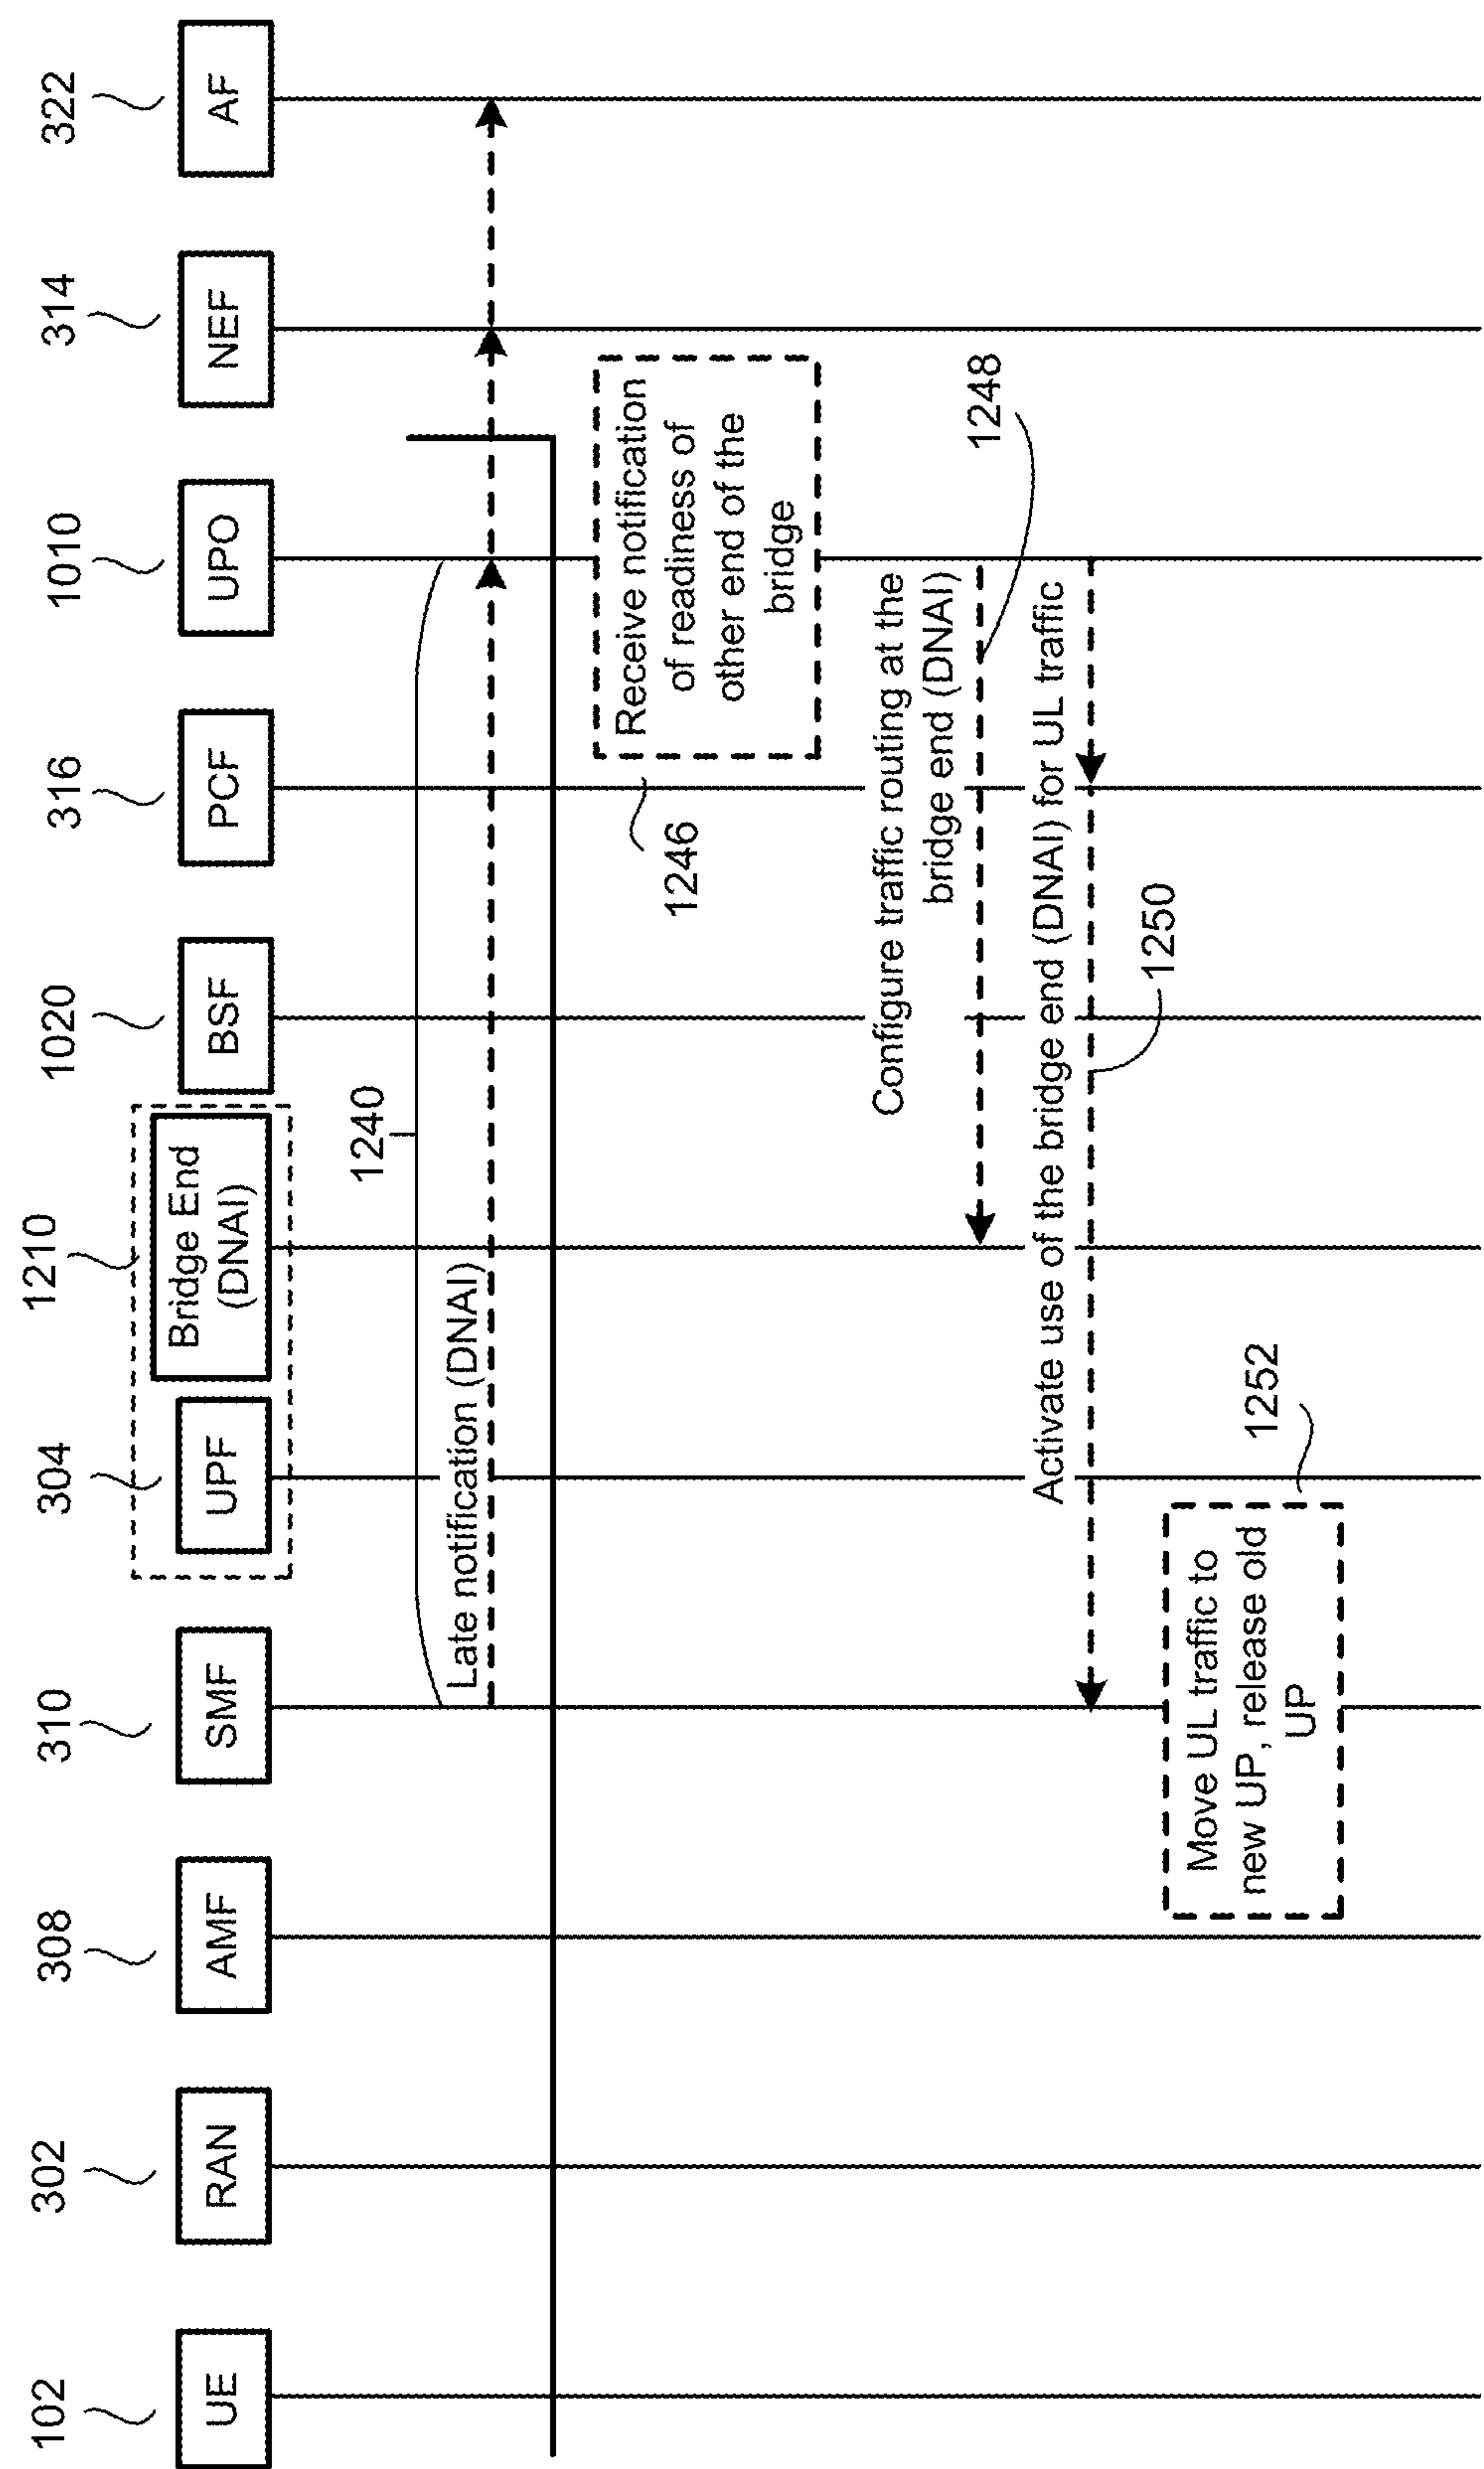 102
302
308
310
304
1210
1020
316
1010
314
322
UE
RAN
AMF
SMF
UPF
Bridge End
(DNAI)
BSF
PCF
UPO
NEF
AF
1240
Late notification (DNAI)
Receive notification
of readiness of
other end of the
bridge
1246
Configure traffic routing at the
bridge end (DNAI)
1248
Activate use of the bridge end (DNAI) for UL traffic
1250
Move UL traffic to
new UP, release old
UP
1252